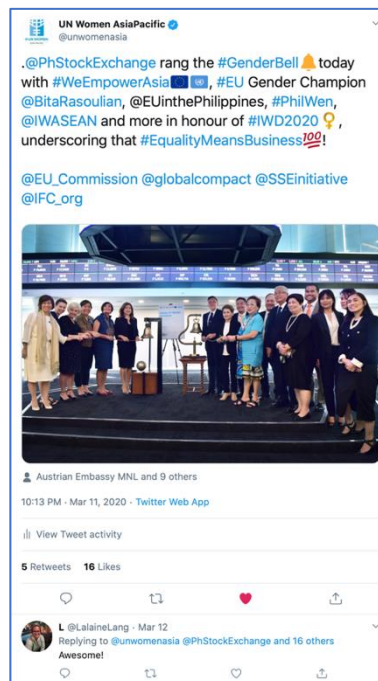 UN Women AsiaPacific
@unwomenasia
.@PhStockExchange rang the #GenderBell🔔today
with #WeEmpowerAsia🇪🇺🇺🇳, #EU Gender Champion
@BitaRasoulian, @EUinthePhilippines, #PhilWen,
@IWASEAN and more in honour of #IWD2020♀️,
underscoring that #EqualityMeansBusiness💯!
@EU_Commission @globalcompact @SSEinitiative
@IFC_org
Austrian Embassy MNL and 9 others
10:13 PM · Mar 11, 2020 · Twitter Web App
View Tweet activity
5 Retweets 16 Likes
L @LalaineLang · Mar 12
Replying to @unwomenasia @PhStockExchange and 16 others
Awesome!